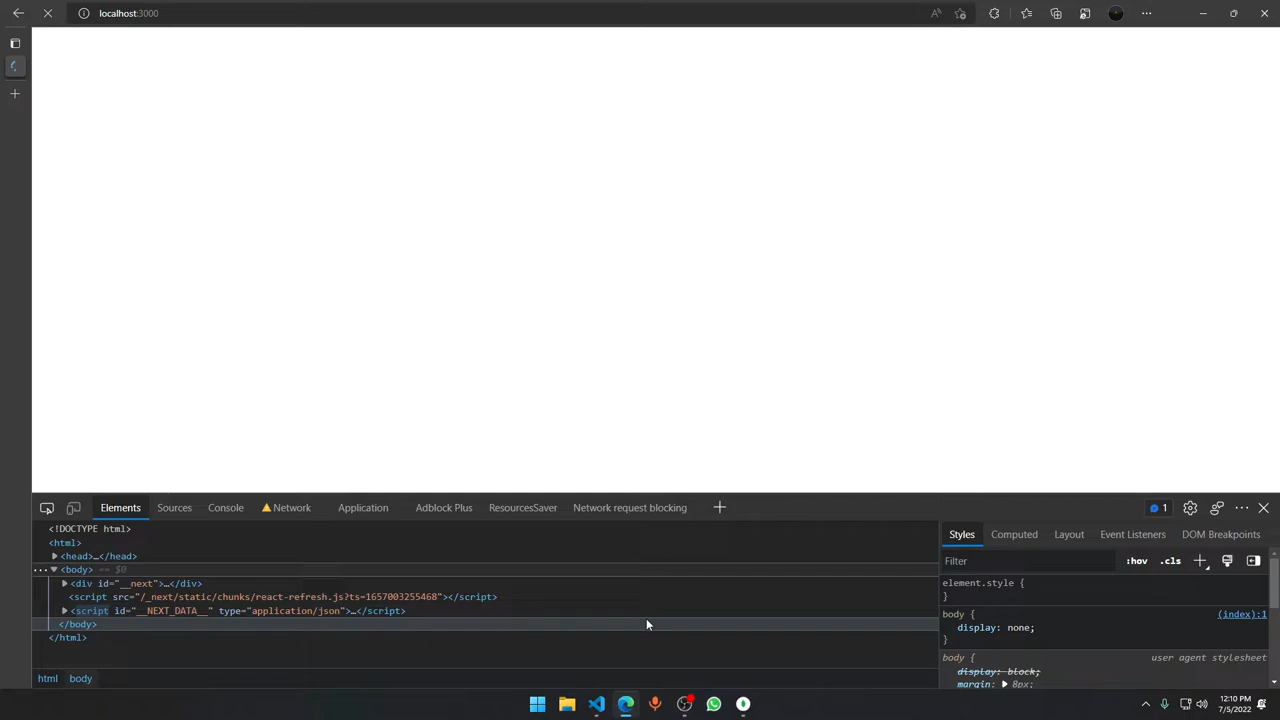 localhost:3000
Elements
Sources
Console
Network
Application
Adblock Plus
ResourcesSaver
Network request blocking
1
<!DOCTYPE html>
<html>
<head>…</head>
<body> == $0
<div id="__next">…</div>
<script src="/_next/static/chunks/react-refresh.js?ts=1657003255468"></script>
<script id="__NEXT_DATA__" type="application/json">…</script>
</body>
</html>
html
body
Styles
Computed
Layout
Event Listeners
DOM Breakpoints
Filter
:hov
.cls
element.style {
}
body {
(index):1
display: none;
}
body {
user agent stylesheet
display: block;
margin: 8px;
12:10 PM
7/5/2022